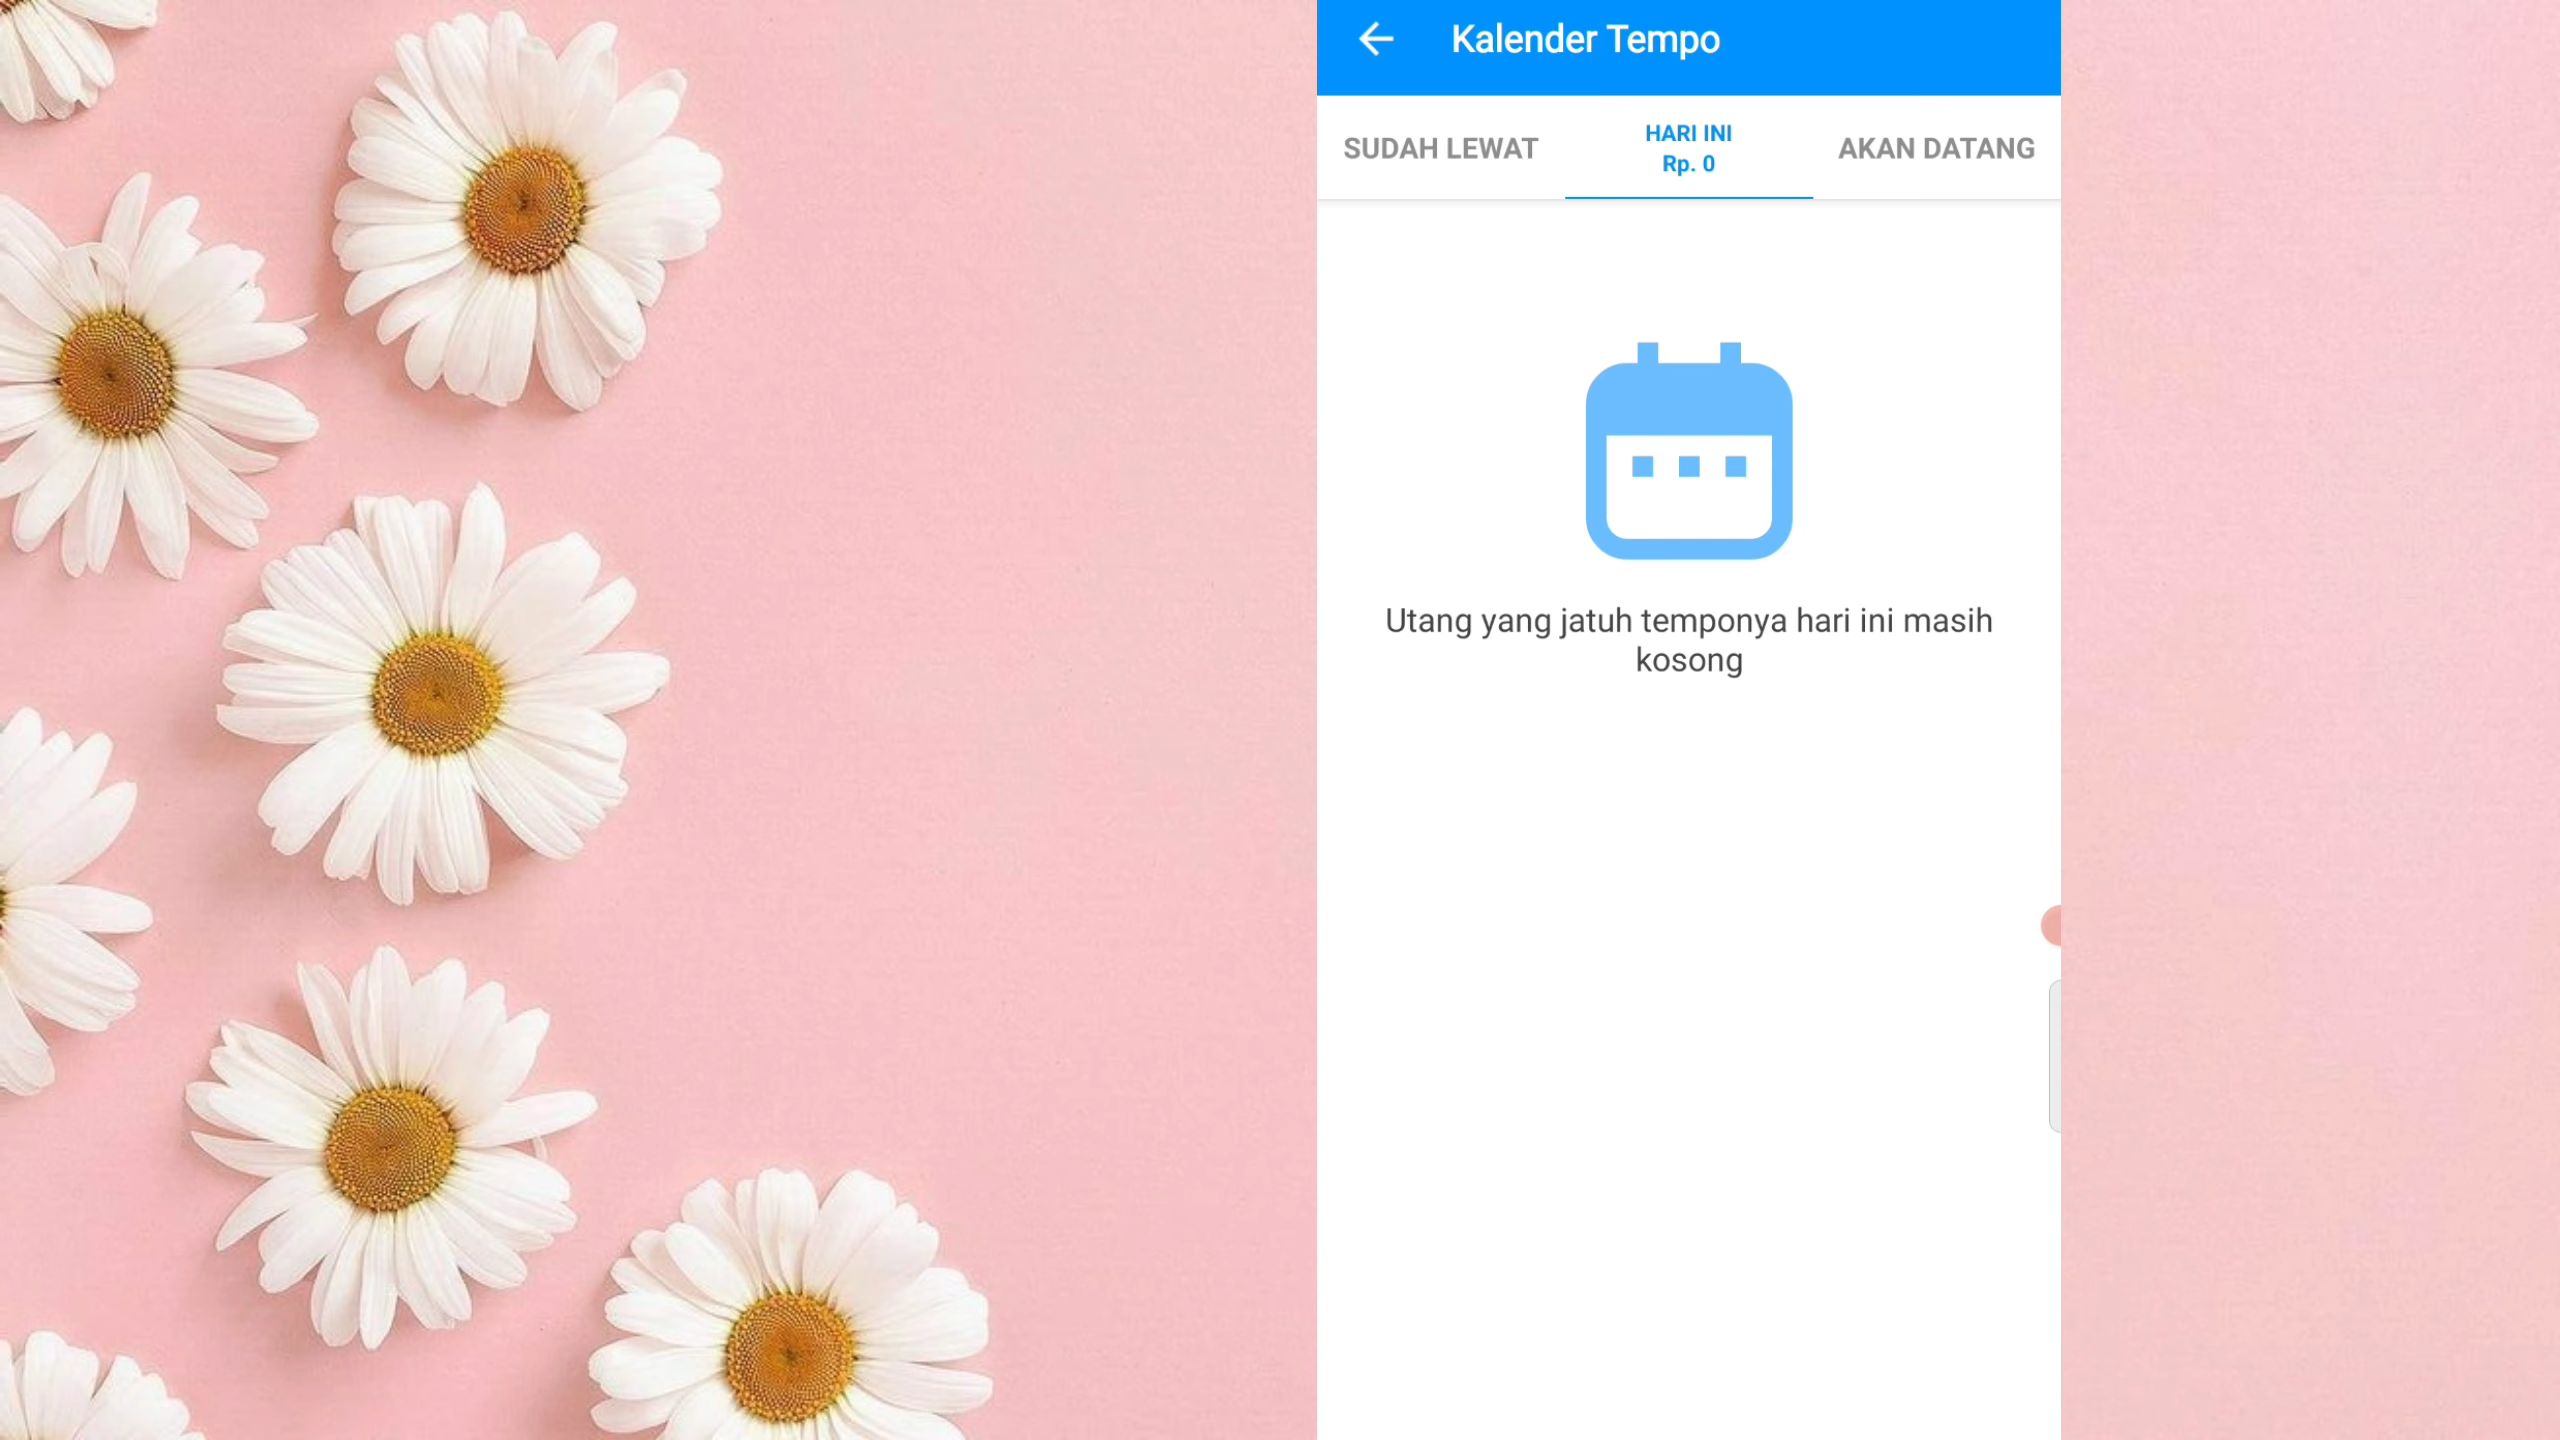 Kalender Tempo
SUDAH LEWAT
HARI INI
Rp. 0
AKAN DATANG
Utang yang jatuh temponya hari ini masih
kosong